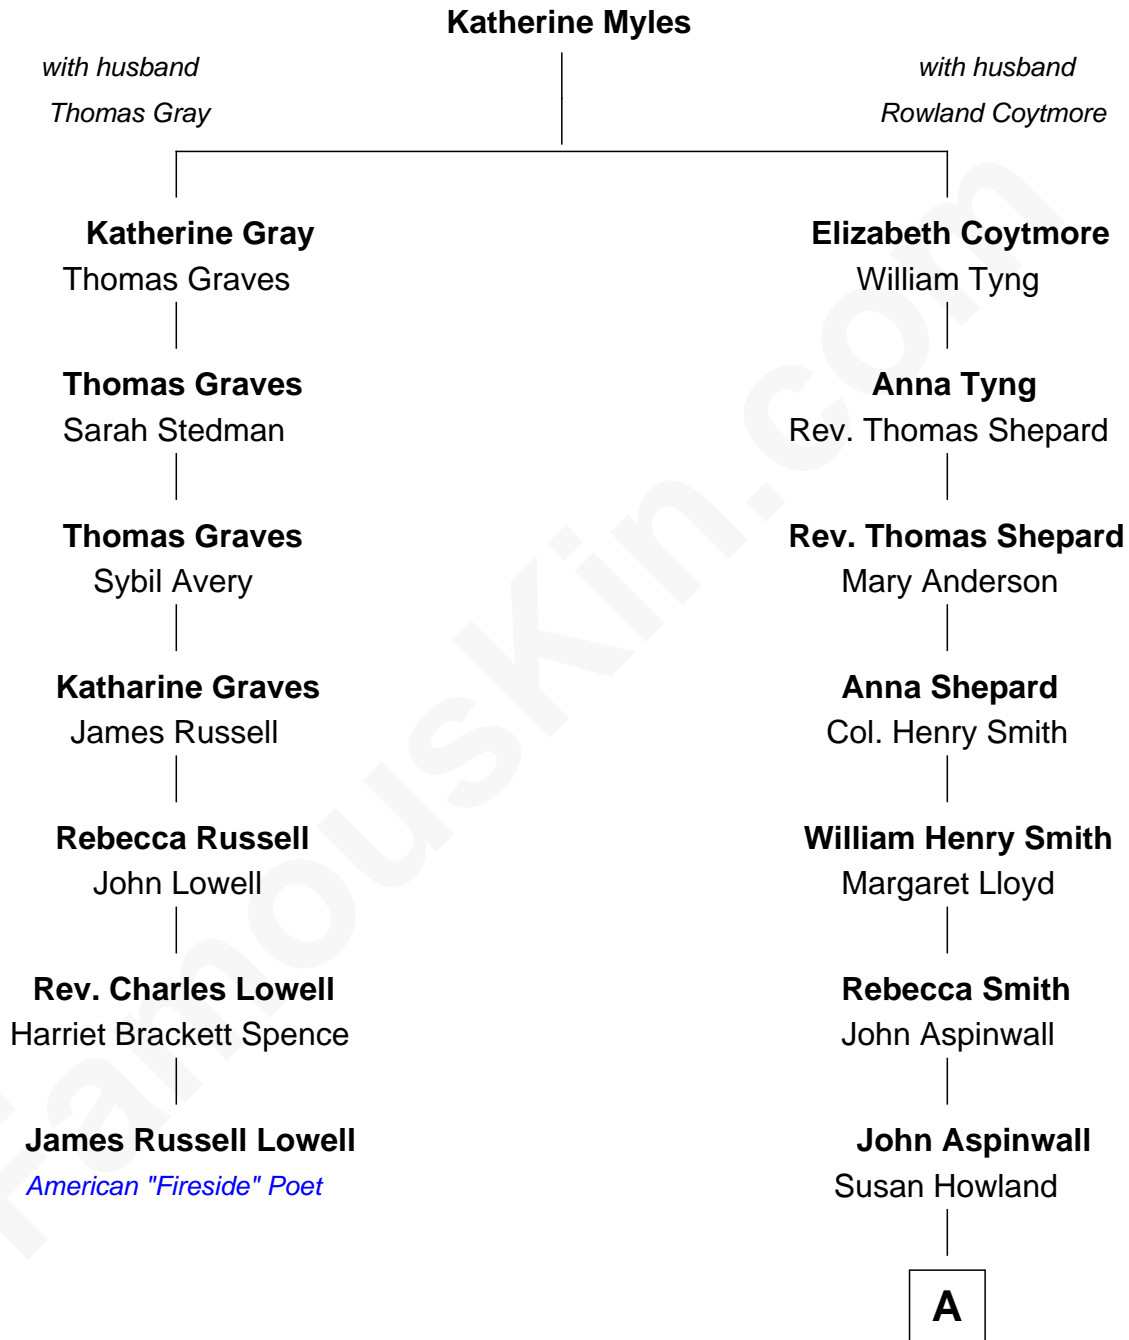 Katherine Myles
with husband
Thomas Gray
with husband
Rowland Coytmore
Katherine Gray
Thomas Graves
Elizabeth Coytmore
William Tyng
Thomas Graves
Sarah Stedman
Anna Tyng
Rev. Thomas Shepard
Thomas Graves
Sybil Avery
Rev. Thomas Shepard
Mary Anderson
Katharine Graves
James Russell
Anna Shepard
Col. Henry Smith
Rebecca Russell
John Lowell
William Henry Smith
Margaret Lloyd
Rev. Charles Lowell
Harriet Brackett Spence
Rebecca Smith
John Aspinwall
James Russell Lowell
American "Fireside" Poet
John Aspinwall
Susan Howland
A
FamousKin.com